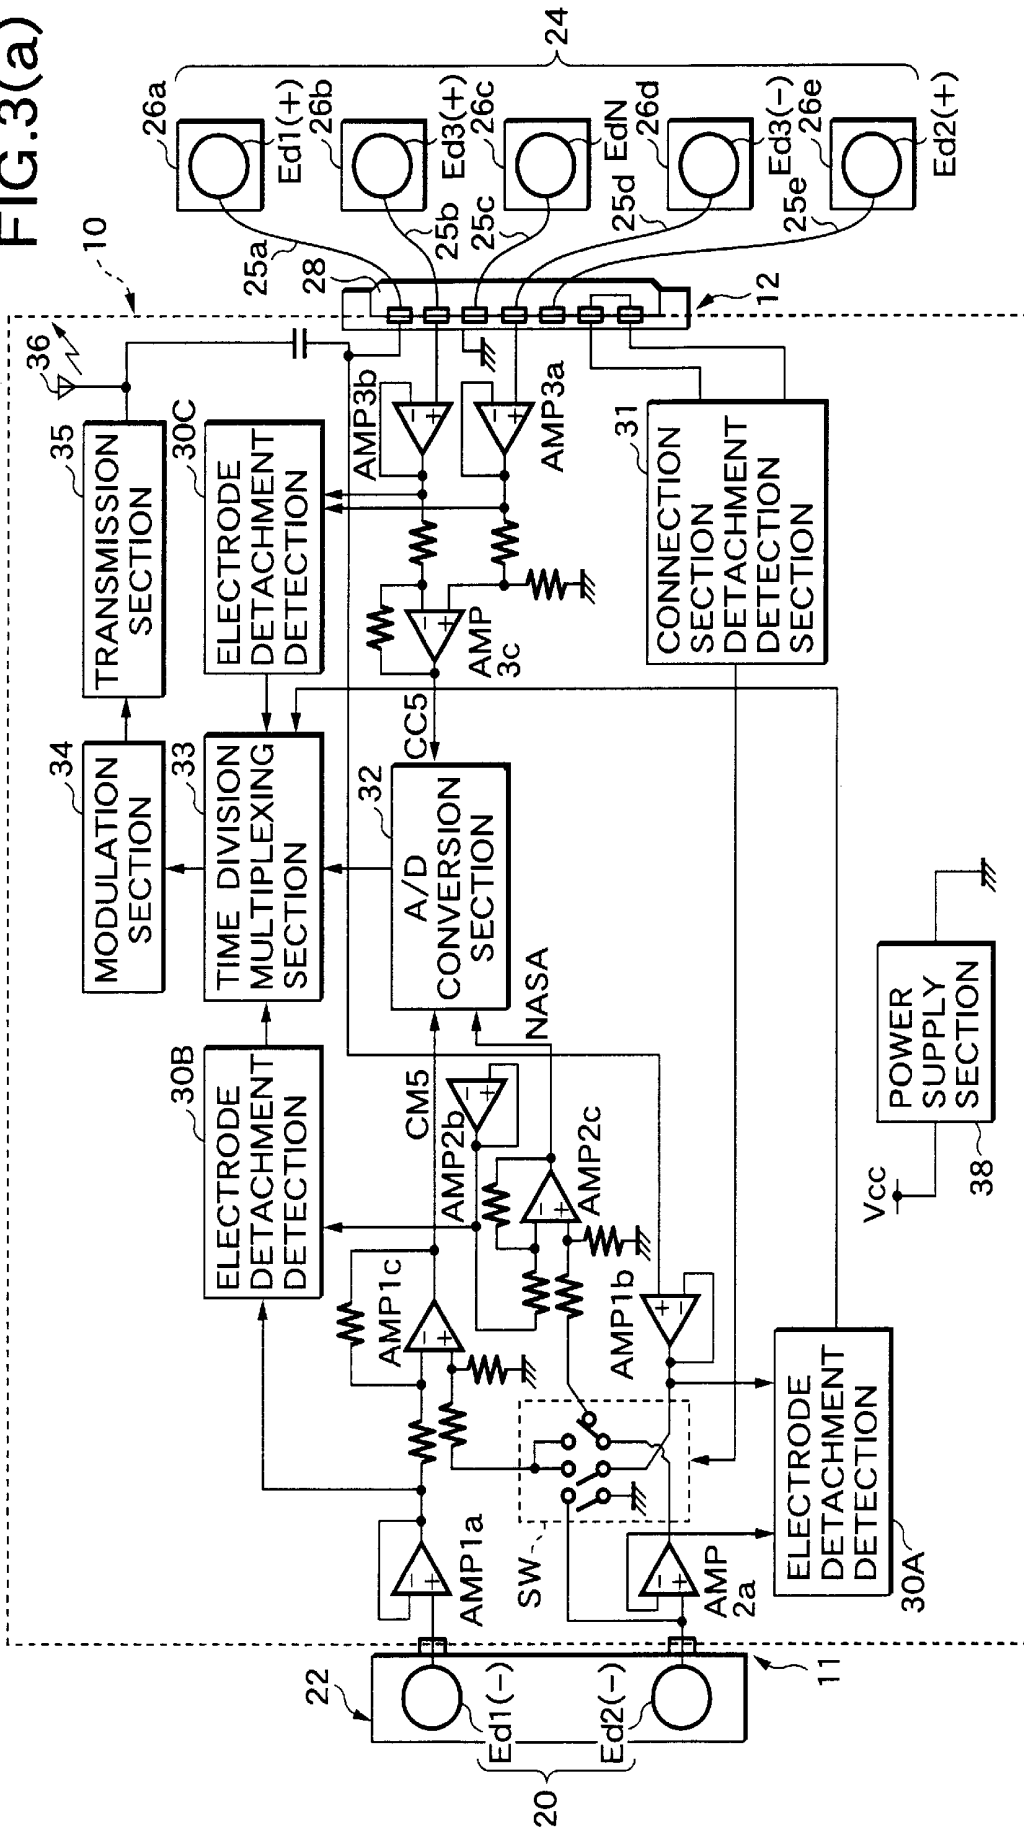 FIG.3(a)
10
36
35
TRANSMISSION
SECTION
34
MODULATION
SECTION
30C
ELECTRODE
DETACHMENT
DETECTION
33
TIME DIVISION
MULTIPLEXING
SECTION
30B
ELECTRODE
DETACHMENT
DETECTION
32
A/D
CONVERSION
SECTION
CC5
CM5
NASA
AMP3b
AMP3a
AMP
3c
AMP2b
AMP2c
AMP1c
AMP1b
AMP1a
AMP
2a
SW
31
CONNECTION
SECTION
DETACHMENT
DETECTION
SECTION
Vcc
POWER
SUPPLY
SECTION
38
ELECTRODE
DETACHMENT
DETECTION
30A
22
Ed1(−)
Ed2(−)
20
11
12
28
25a
25b
25c
25d
25e
26a
Ed1(+)
26b
Ed3(+)
26c
EdN
26d
Ed3(−)
26e
Ed2(+)
24
−
+
−
+
−
+
−
+
−
+
−
+
+
−
−
+
−
+